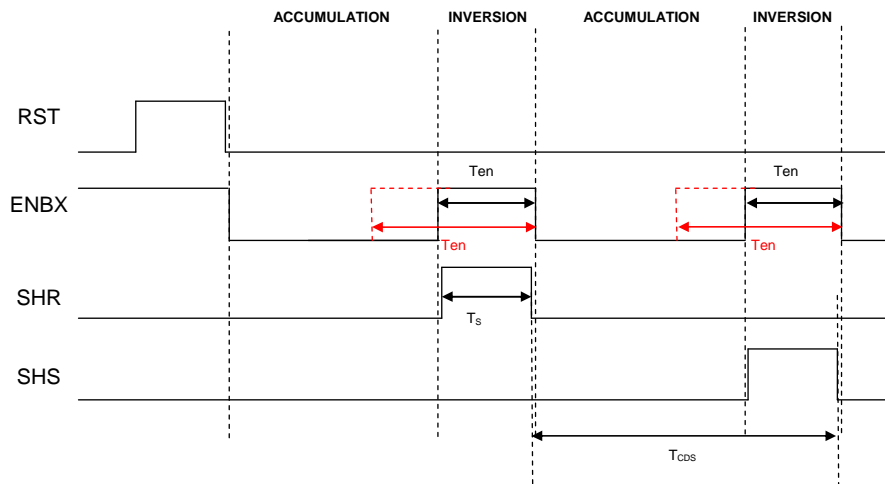 ACCUMULATION INVERSION ACCUMULATION INVERSION
RST
Ten Ten
ENBX
Ten Ten
SHR
TS
SHS
TCDS